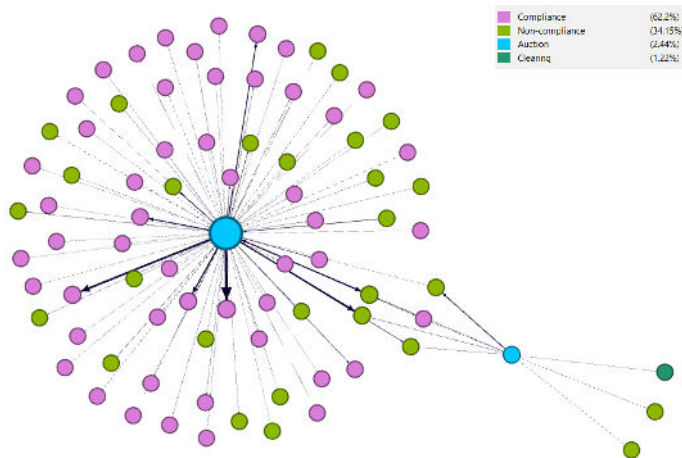 Compliance (62.2%)
Non-compliance (34.15%)
Auction (2.44%)
Clearing (1.22%)